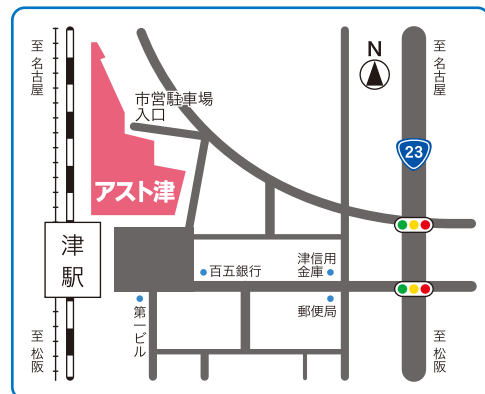 至 名古屋
市営駐車場
入口
N
至 名古屋
23
アスト津
津駅
百五銀行
津信用
金庫
第一ビル
郵便局
至 松阪
至 松阪